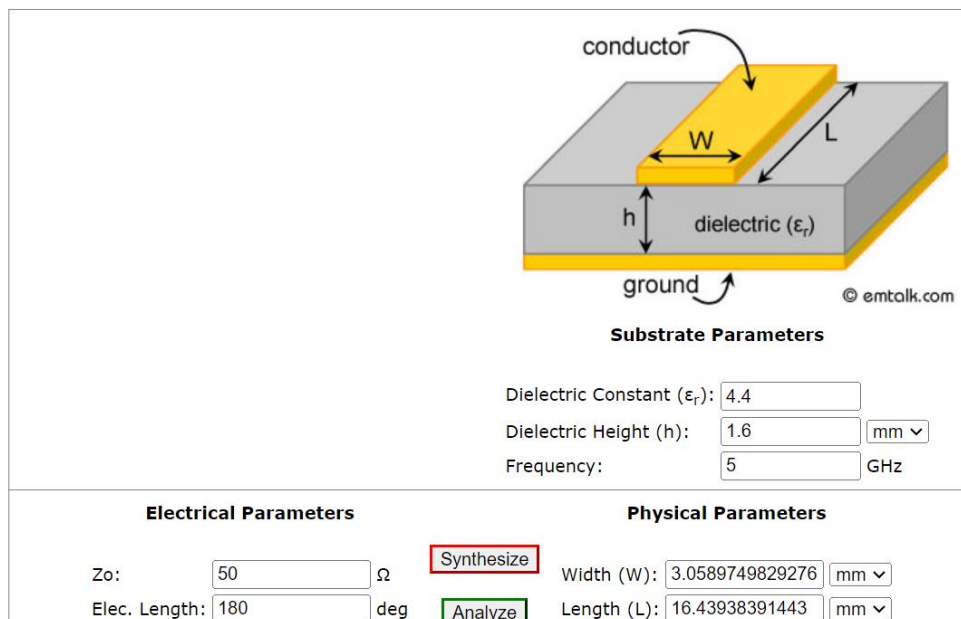 conductor
W
L
h
dielectric (εr)
ground
© emtalk.com
Substrate Parameters
Dielectric Constant (εr): 4.4
Dielectric Height (h): 1.6 mm
Frequency: 5 GHz
Electrical Parameters
Physical Parameters
Synthesize
Zo: 50 Ω
Width (W): 3.0589749829276 mm
Elec. Length: 180 deg
Analyze
Length (L): 16.43938391443 mm